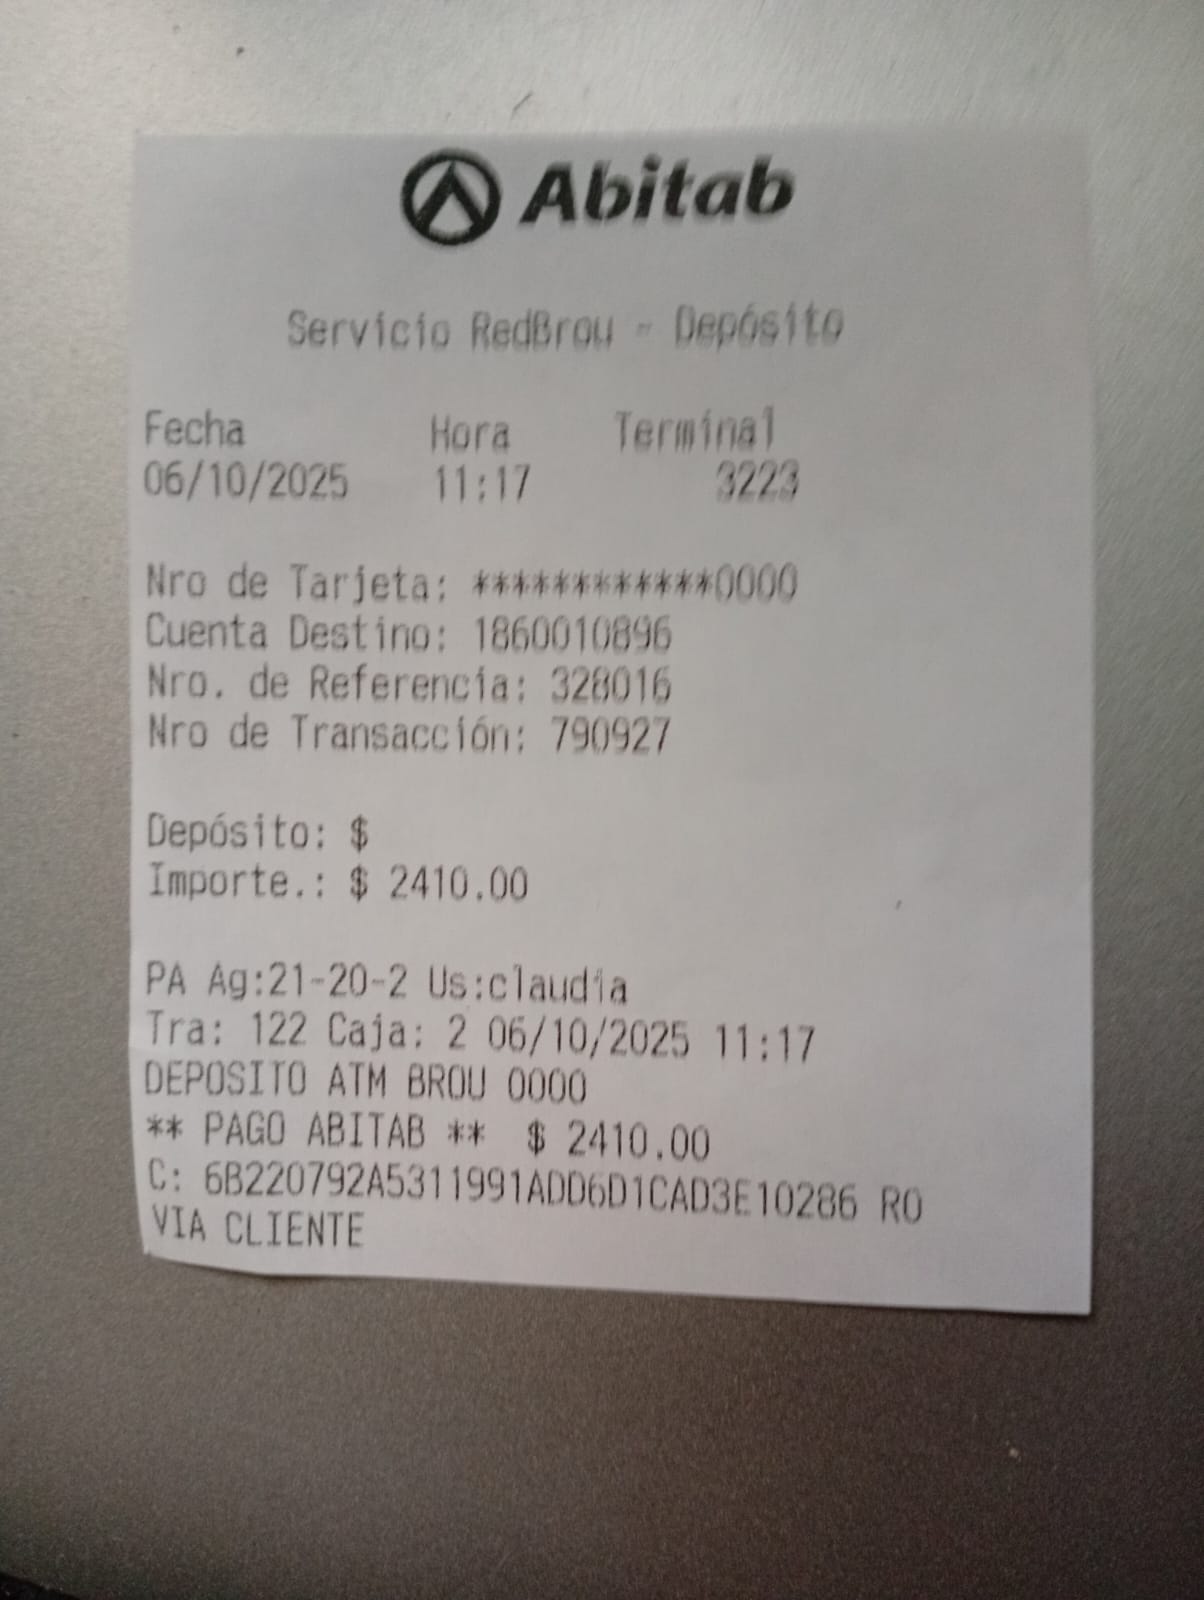 Abitab
Servicio RedBrou - Depósito
Fecha Hora Terminal
06/10/2025 11:17 3223
Nro de Tarjeta: ************0000
Cuenta Destino: 1860010896
Nro. de Referencia: 328016
Nro de Transacción: 790927
Depósito: $
Importe.: $ 2410.00
PA Ag:21-20-2 Us:claudia
Tra: 122 Caja: 2 06/10/2025 11:17
DEPOSITO ATM BROU 0000
** PAGO ABITAB ** $ 2410.00
C: 6B220792A5311991ADD6D1CAD3E10286 RO
VIA CLIENTE